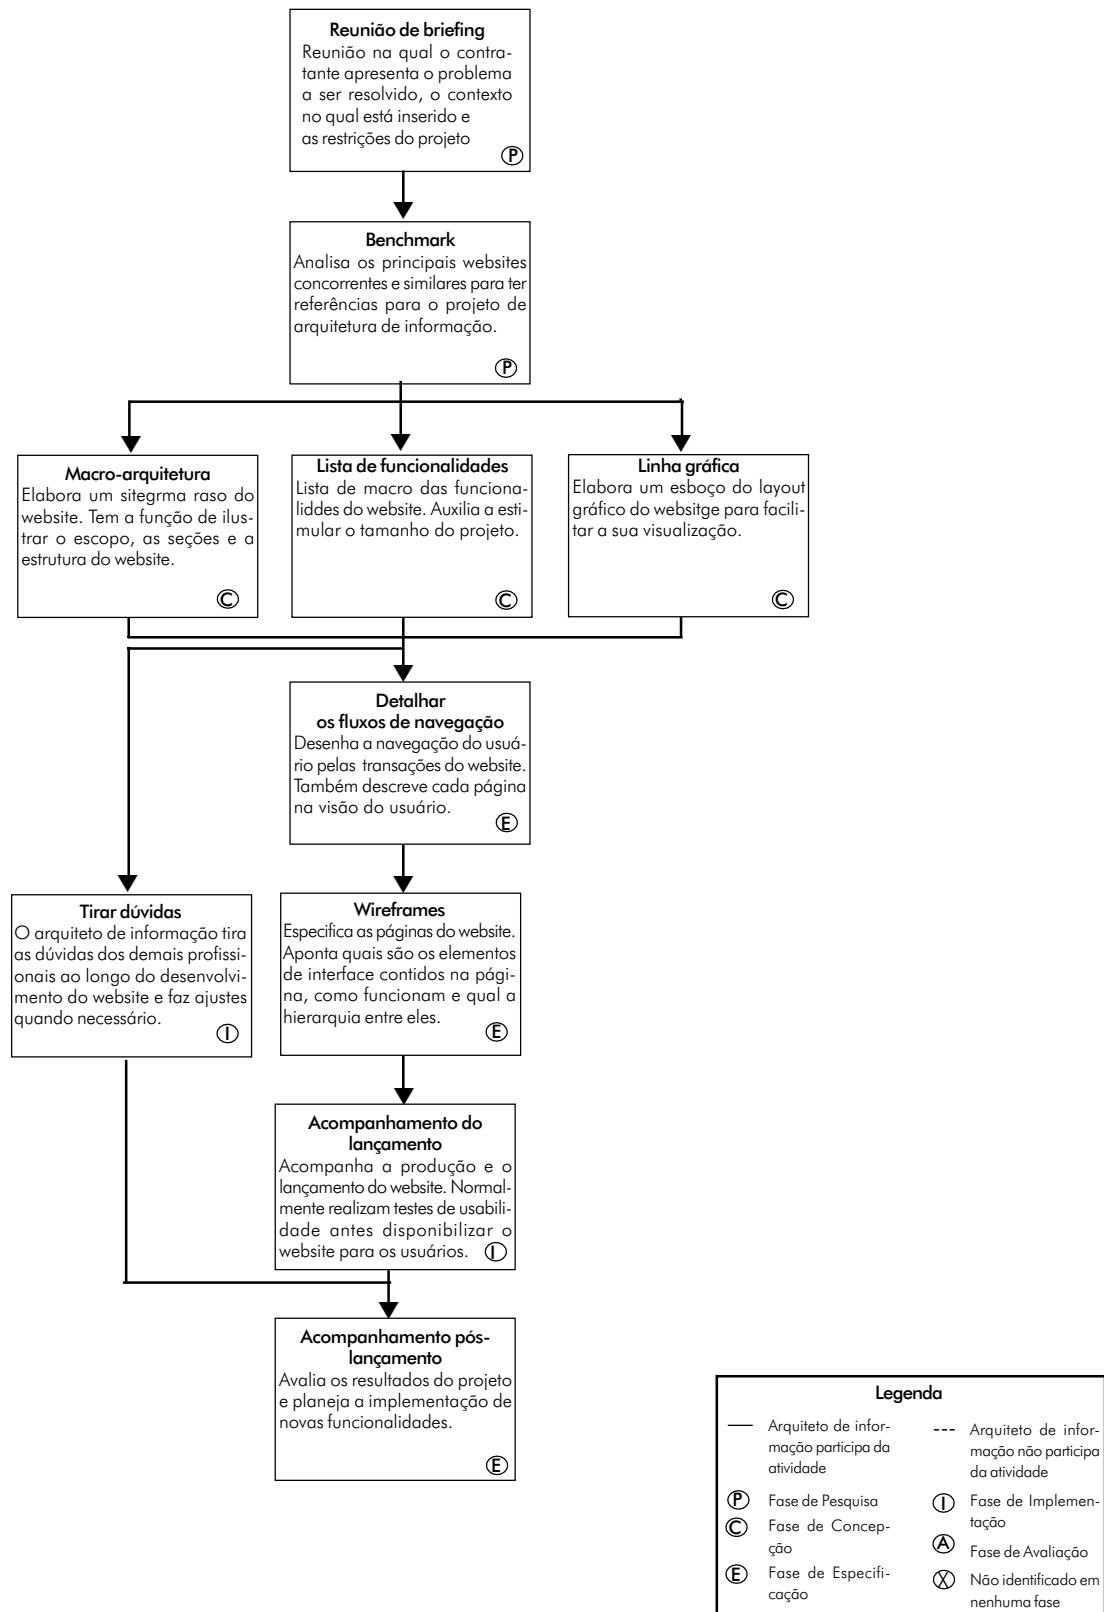 Reunião de briefing
Reunião na qual o contra-
tante apresenta o problema
a ser resolvido, o contexto
no qual está inserido e
as restrições do projeto
P
Benchmark
Analisa os principais websites
concorrentes e similares para ter
referências para o projeto de
arquitetura de informação.
P
Macro-arquitetura
Elabora um sitegrma raso do
website. Tem a função de ilus-
trar o escopo, as seções e a
estrutura do website.
C
Lista de funcionalidades
Lista de macro das funciona-
liddes do website. Auxilia a esti-
mular o tamanho do projeto.
C
Linha gráfica
Elabora um esboço do layout
gráfico do websitge para facili-
tar a sua visualização.
C
Detalhar
os fluxos de navegação
Desenha a navegação do usuá-
rio pelas transações do website.
Também descreve cada página
na visão do usuário.
E
Tirar dúvidas
O arquiteto de informação tira
as dúvidas dos demais profissi-
onais ao longo do desenvolvi-
mento do website e faz ajustes
quando necessário.
I
Wireframes
Especifica as páginas do website.
Aponta quais são os elementos
de interface contidos na pági-
na, como funcionam e qual a
hierarquia entre eles.
E
Acompanhamento do
lançamento
Acompanha a produção e o
lançamento do website. Normal-
mente realizam testes de usabili-
dade antes disponibilizar o
website para os usuários.
I
Acompanhamento pós-
lançamento
Avalia os resultados do projeto
e planeja a implementação de
novas funcionalidades.
E
Legenda
Arquiteto de infor-
mação participa da
atividade
P Fase de Pesquisa
C Fase de Concep-
ção
E Fase de Especifi-
cação
Arquiteto de infor-
mação não participa
da atividade
I Fase de Implemen-
tação
A Fase de Avaliação
X Não identificado em
nenhuma fase